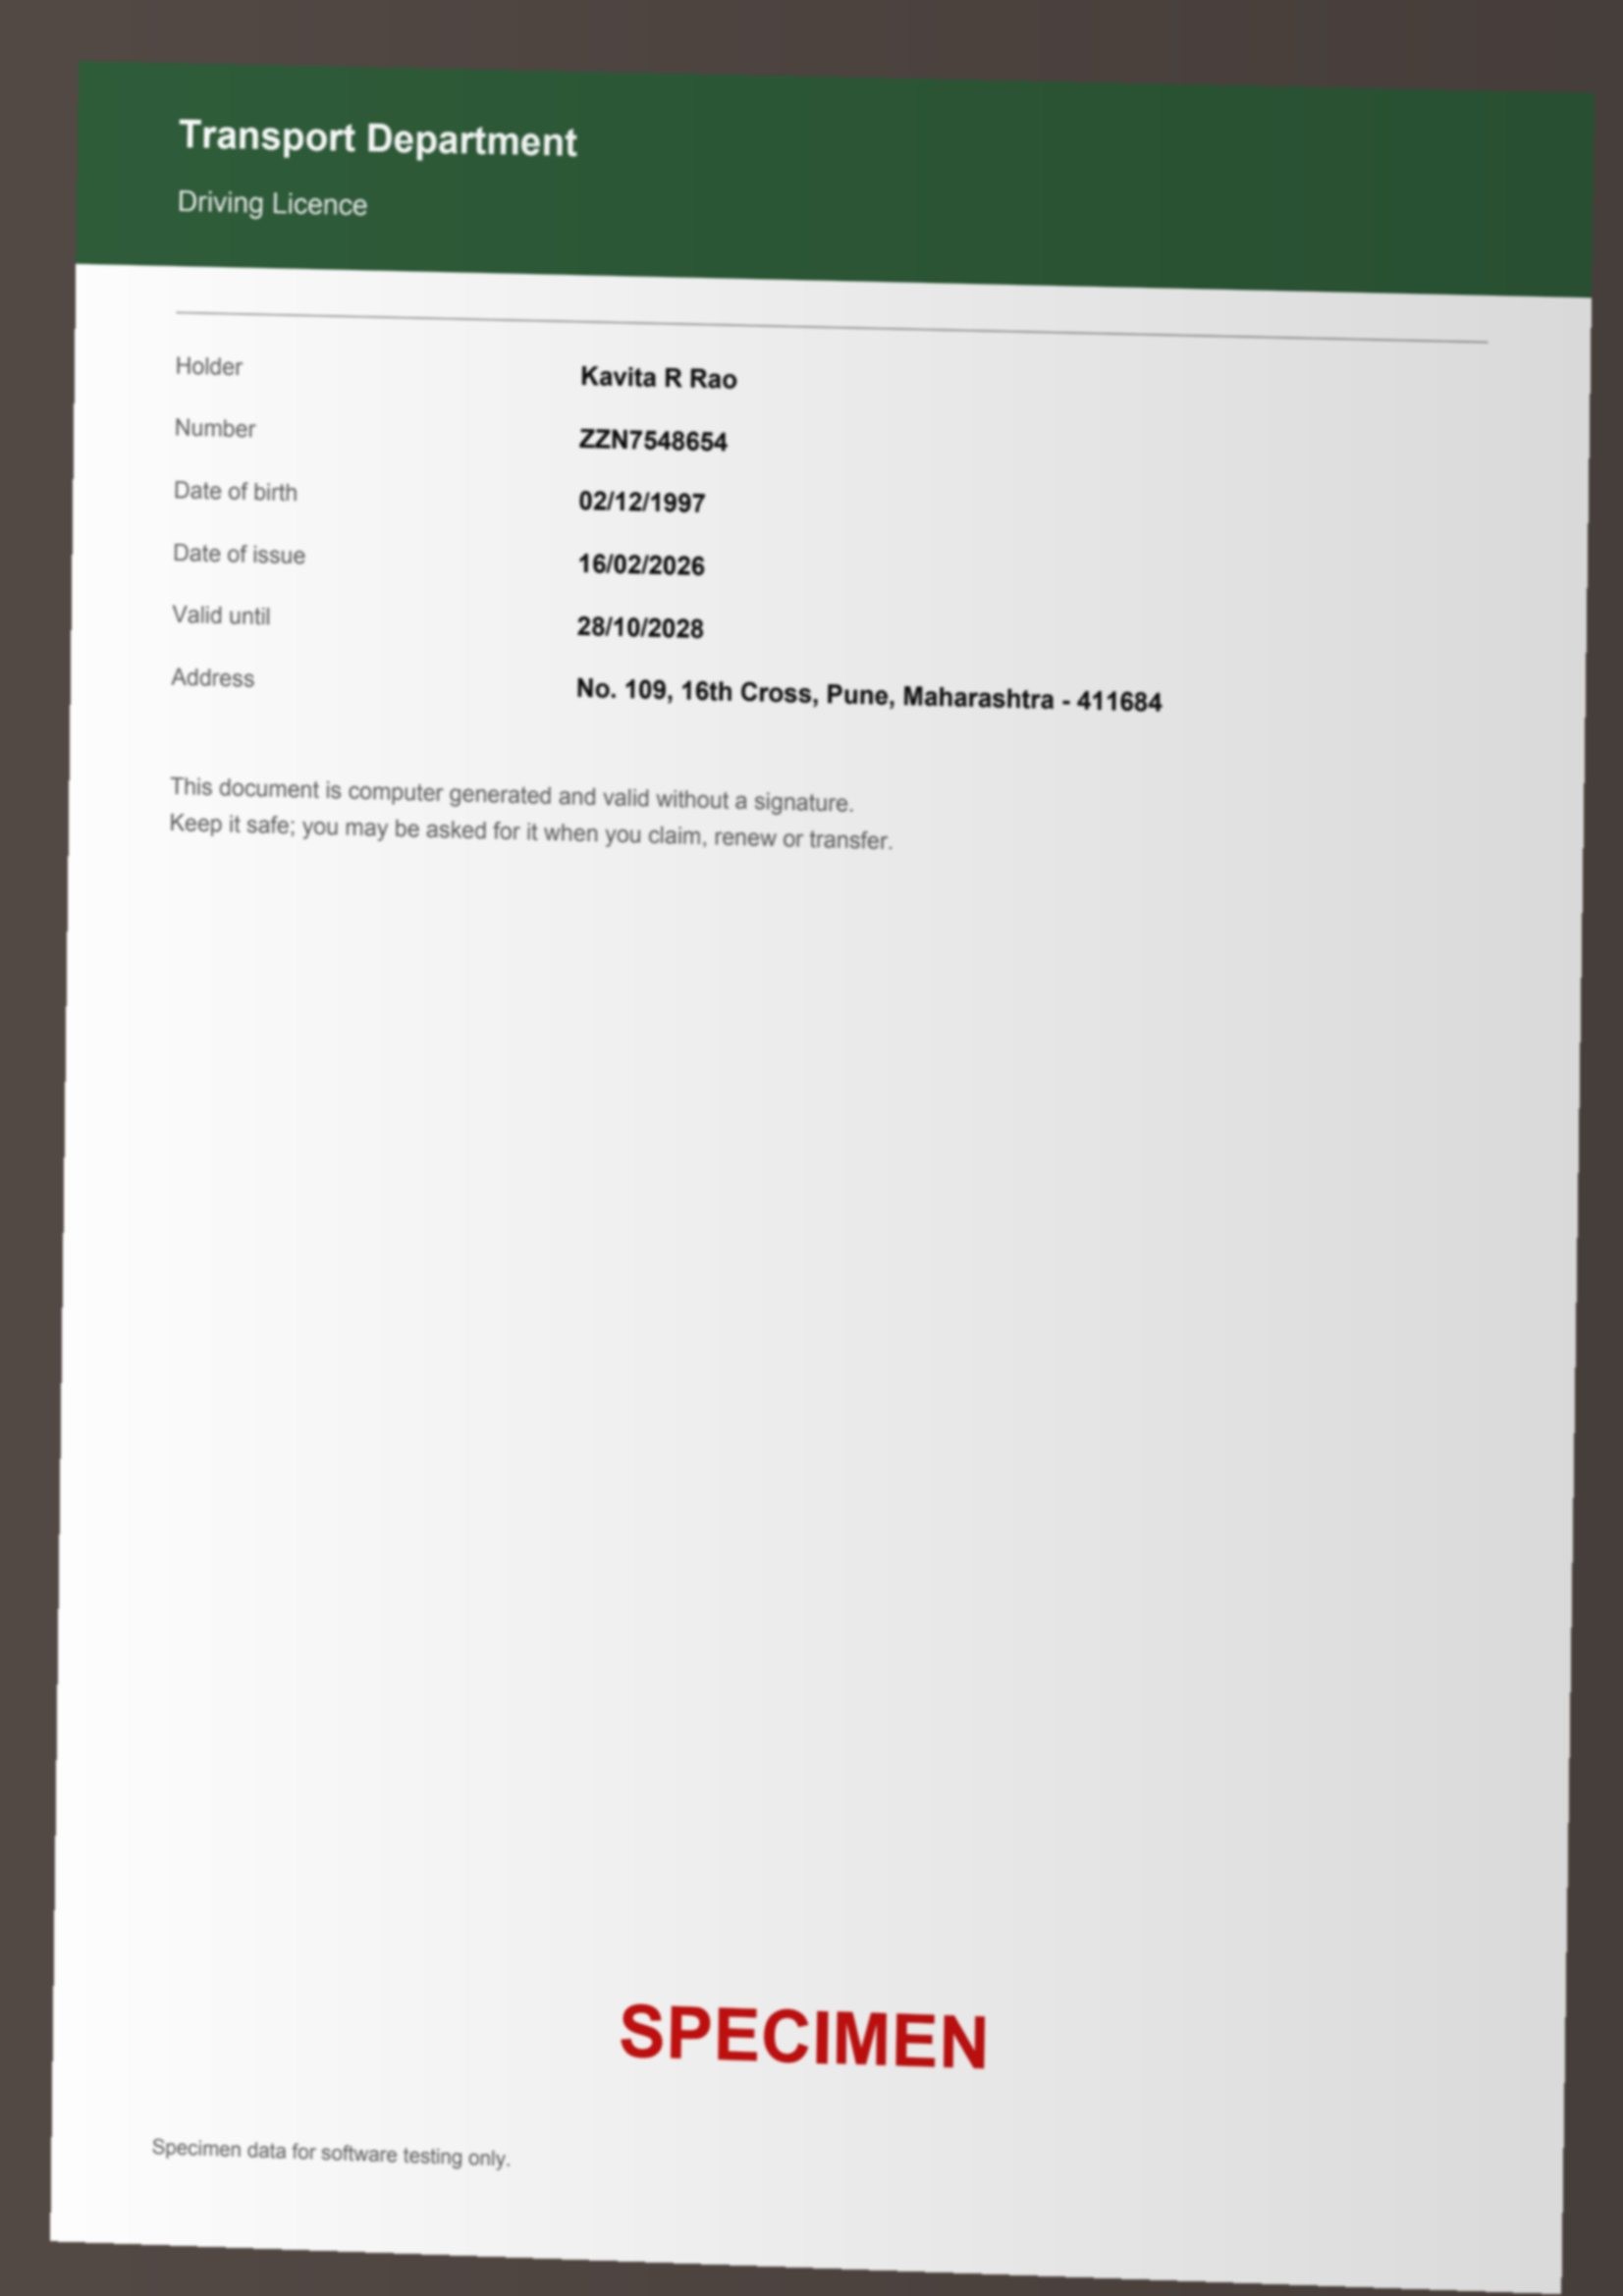 Transport Department
Driving Licence
Holder Kavita R Rao
Number ZZN7548654
Date of birth 02/12/1997
Date of issue 16/02/2026
Valid until 28/10/2028
Address No. 109, 16th Cross, Pune, Maharashtra - 411684
This document is computer generated and valid without a signature.
Keep it safe; you may be asked for it when you claim, renew or transfer.
SPECIMEN
Specimen data for software testing only.